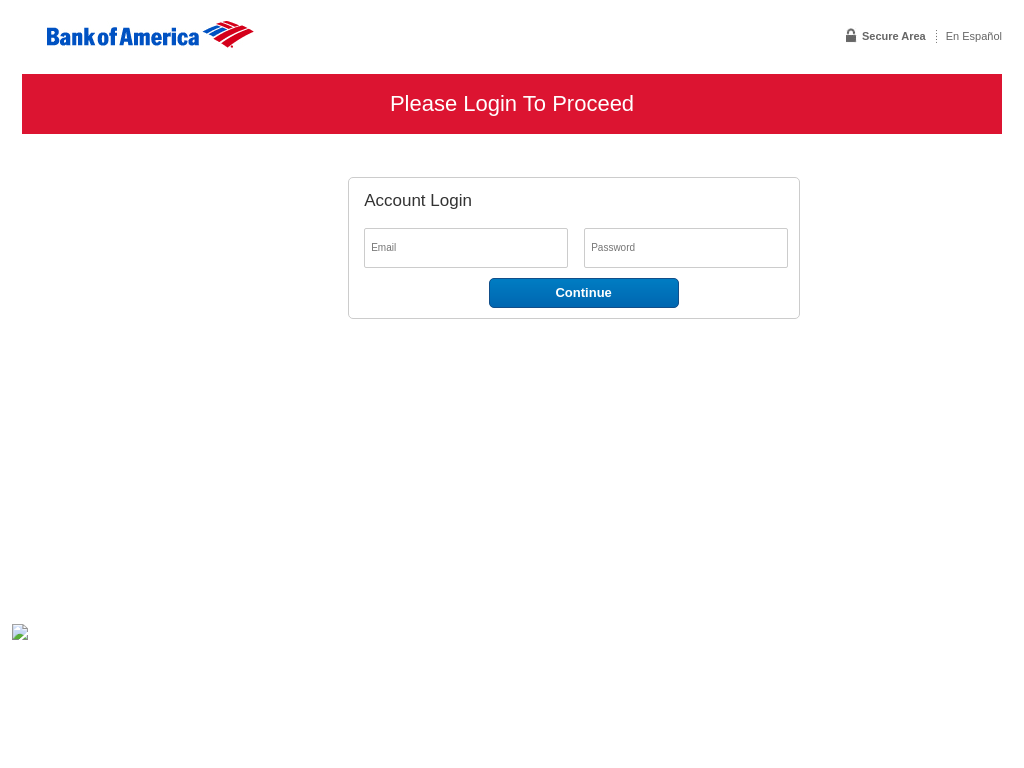 Bank of America
Secure Area
En Español
Please Login To Proceed
Account Login
Email
Password
Continue